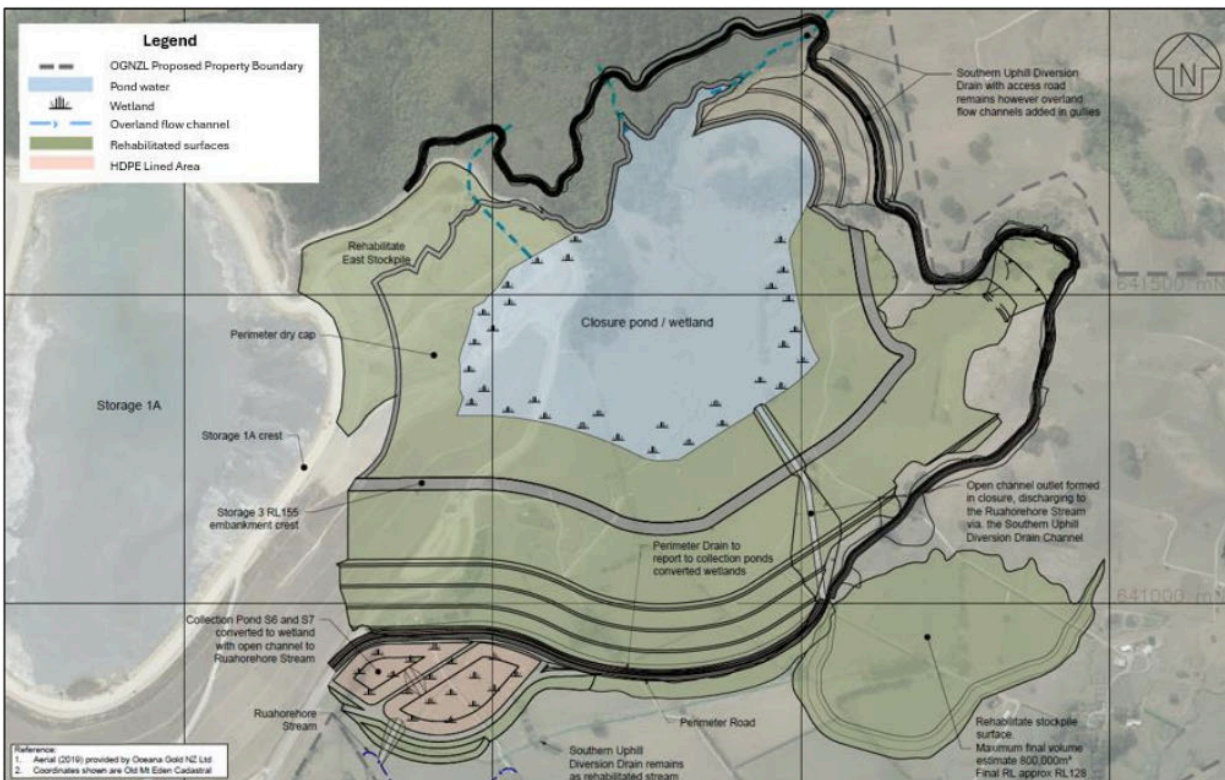 Legend
OGNZL Proposed Property Boundary
Pond water
Wetland
Overland flow channel
Rehabilitated surfaces
HDPE Lined Area
N
Southern Uphill Diversion
Drain with access road
remains however overland
flow channels added in gullies
Rehabilitate
East Stockpile
641500 mN
Closure pond / wetland
Perimeter dry cap
Storage 1A
Storage 1A crest
Storage 3 RL155
embankment crest
Open channel outlet formed
in closure, discharging to
the Ruahorehore Stream
via. the Southern Uphill
Diversion Drain Channel
Perimeter Drain to
report to collection ponds
converted wetlands
641000 mN
Collection Pond S6 and S7
converted to wetland
with open channel to
Ruahorehore Stream
Ruahorehore
Stream
Perimeter Road
Southern Uphill
Diversion Drain remains
as rehabilitated stream
Rehabilitate stockpile
surface.
Maximum final volume
estimate 800,000m³
Final RL approx RL128
Reference:
1. Aerial (2019) provided by Oceana Gold NZ Ltd
2. Coordinates shown are Old Mt Eden Cadastral